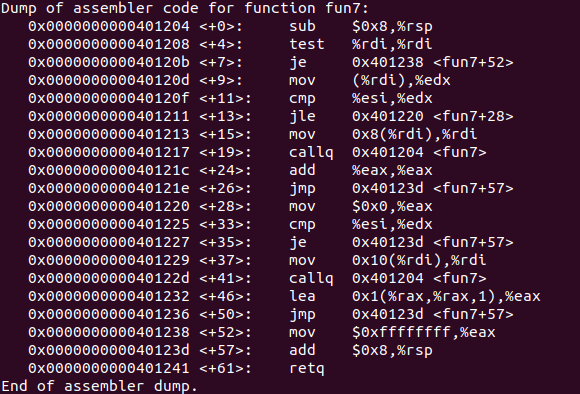 Dump of assembler code for function fun7:
   0x0000000000401204 <+0>:     sub    $0x8,%rsp
   0x0000000000401208 <+4>:     test   %rdi,%rdi
   0x000000000040120b <+7>:     je     0x401238 <fun7+52>
   0x000000000040120d <+9>:     mov    (%rdi),%edx
   0x000000000040120f <+11>:    cmp    %esi,%edx
   0x0000000000401211 <+13>:    jle    0x401220 <fun7+28>
   0x0000000000401213 <+15>:    mov    0x8(%rdi),%rdi
   0x0000000000401217 <+19>:    callq  0x401204 <fun7>
   0x000000000040121c <+24>:    add    %eax,%eax
   0x000000000040121e <+26>:    jmp    0x40123d <fun7+57>
   0x0000000000401220 <+28>:    mov    $0x0,%eax
   0x0000000000401225 <+33>:    cmp    %esi,%edx
   0x0000000000401227 <+35>:    je     0x40123d <fun7+57>
   0x0000000000401229 <+37>:    mov    0x10(%rdi),%rdi
   0x000000000040122d <+41>:    callq  0x401204 <fun7>
   0x0000000000401232 <+46>:    lea    0x1(%rax,%rax,1),%eax
   0x0000000000401236 <+50>:    jmp    0x40123d <fun7+57>
   0x0000000000401238 <+52>:    mov    $0xffffffff,%eax
   0x000000000040123d <+57>:    add    $0x8,%rsp
   0x0000000000401241 <+61>:    retq
End of assembler dump.